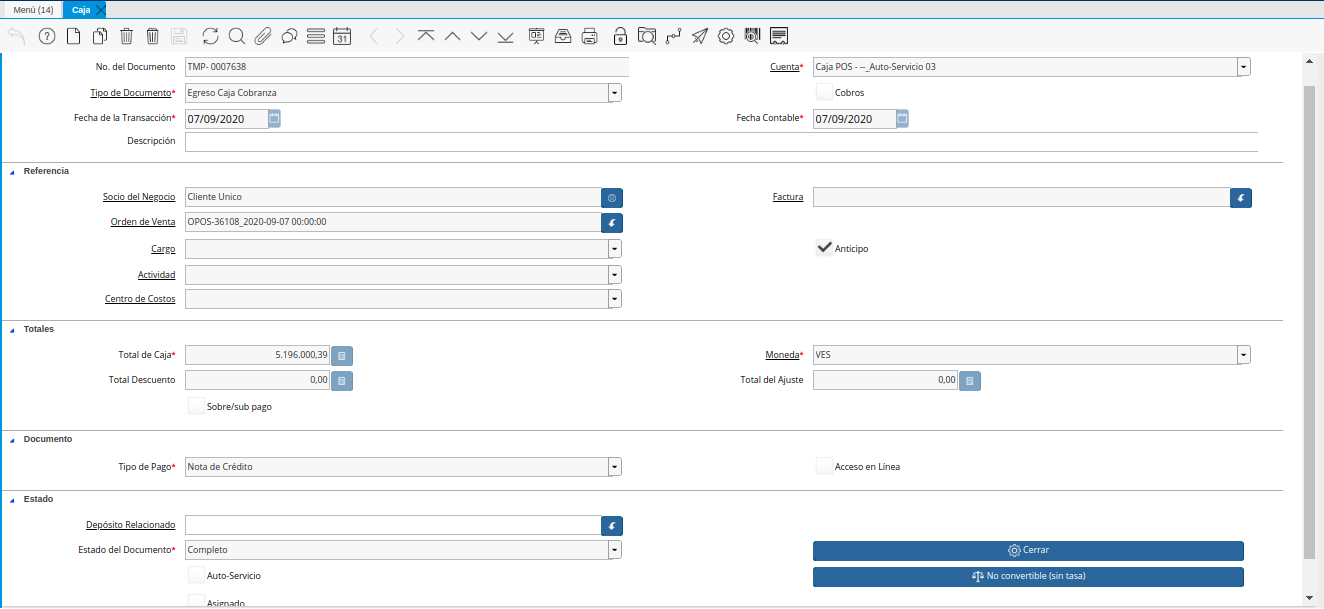 Menú (14) Caja
31
No. del Documento TMP- 0007638 Cuenta* Caja POS - --_Auto-Servicio 03
Tipo de Documento* Egreso Caja Cobranza Cobros
Fecha de la Transacción* 07/09/2020 Fecha Contable* 07/09/2020
Descripción
Referencia
Socio del Negocio Cliente Unico Factura
Orden de Venta OPOS-36108_2020-09-07 00:00:00
Cargo Anticipo
Actividad
Centro de Costos
Totales
Total de Caja* 5.196.000,39 Moneda* VES
Total Descuento 0,00 Total del Ajuste 0,00
Sobre/sub pago
Documento
Tipo de Pago* Nota de Crédito Acceso en Línea
Estado
Depósito Relacionado
Estado del Documento* Completo Cerrar
Auto-Servicio No convertible (sin tasa)
Asignado